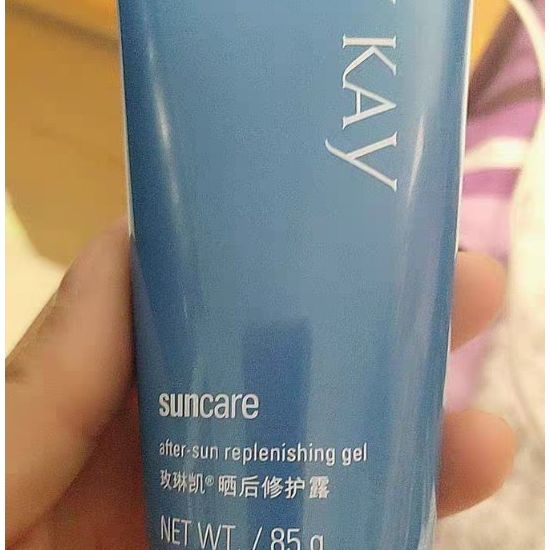 Y KAY
suncare
after-sun replenishing gel
玫琳凯® 晒后修护露
NET WT. / 85 g